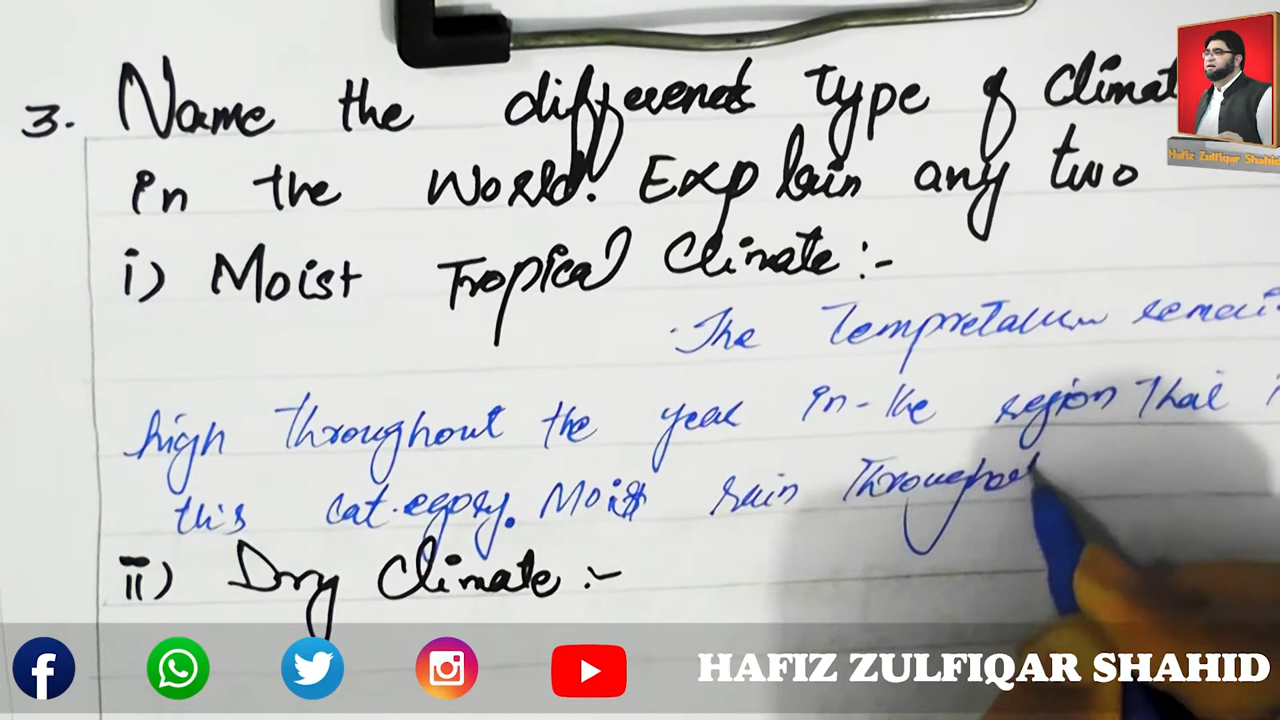 3. Name the different type of Climat
in the World. Explain any two
i) Moist Tropical Climate:-
The Tempretature remai
high throughout the year in-the region that i
this category. Moist rain Throughout
ii) Dry Climate:-
Hafiz Zulfiqar Shahid
HAFIZ ZULFIQAR SHAHID